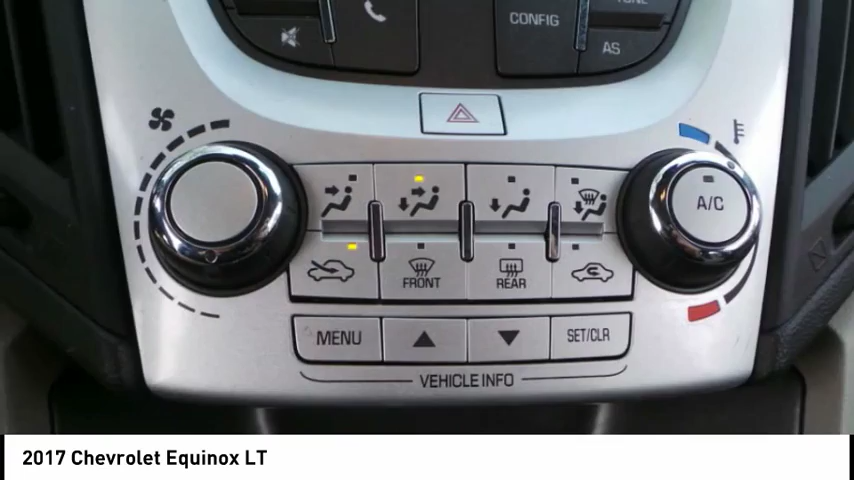 CONFIG
AS
A/C
FRONT
REAR
MENU
SET/CLR
VEHICLE INFO
2017 Chevrolet Equinox LT